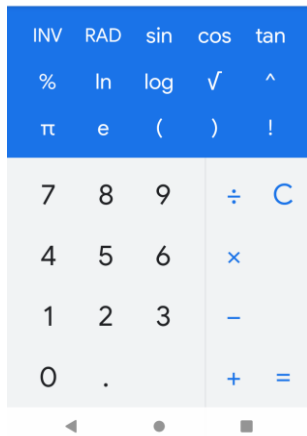 INV RAD sin cos tan
% ln log √ ^
π e ( ) !
7 8 9 ÷ C
4 5 6 ×
1 2 3 −
0 . + =